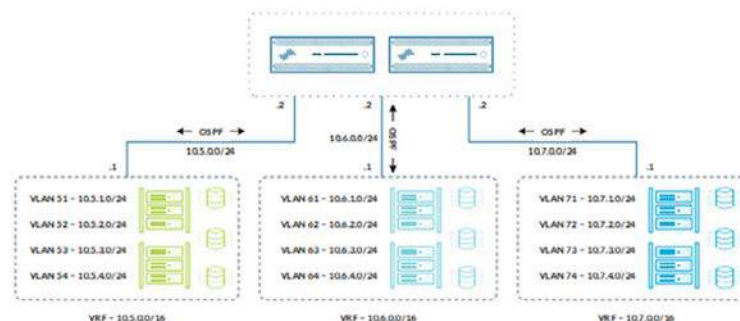 .2
.2
.2
OSPF
10.5.0.0/24
10.6.0.0/24
OSPF
OSPF
10.7.0.0/24
.1
.1
.1
VLAN 51 – 10.5.1.0/24
VLAN 52 – 10.5.2.0/24
VLAN 53 – 10.5.3.0/24
VLAN 54 – 10.5.4.0/24
VRF – 10.5.0.0/16
VLAN 61 – 10.6.1.0/24
VLAN 62 – 10.6.2.0/24
VLAN 63 – 10.6.3.0/24
VLAN 64 – 10.6.4.0/24
VRF – 10.6.0.0/16
VLAN 71 – 10.7.1.0/24
VLAN 72 – 10.7.2.0/24
VLAN 73 – 10.7.3.0/24
VLAN 74 – 10.7.4.0/24
VRF – 10.7.0.0/16